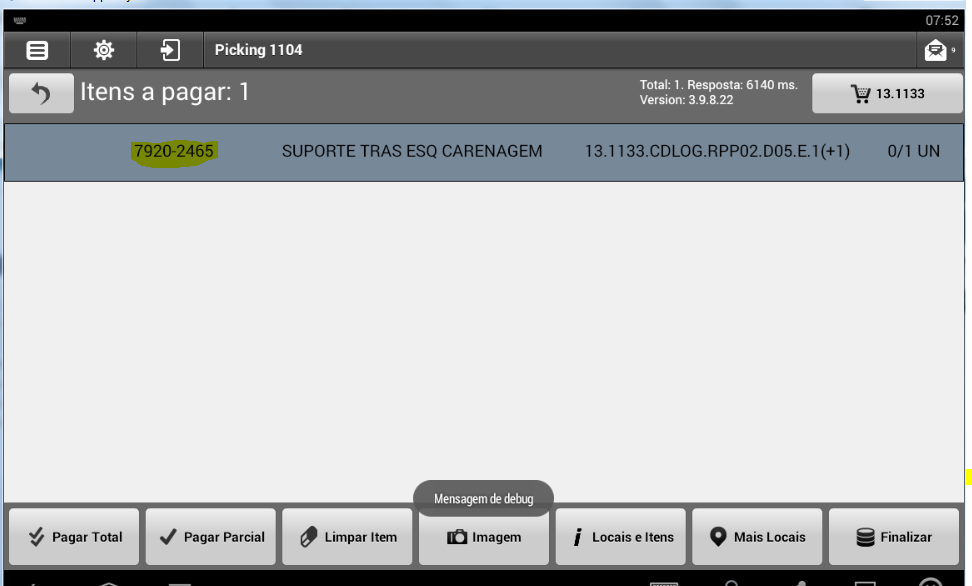 07:52
Picking 1104
9
Itens a pagar: 1
Total: 1. Resposta: 6140 ms.
Version: 3.9.8.22
13.1133
7920-2465 SUPORTE TRAS ESQ CARENAGEM 13.1133.CDLOG.RPP02.D05.E.1(+1) 0/1 UN
Mensagem de debug
Pagar Total
Pagar Parcial
Limpar Item
Imagem
Locais e Itens
Mais Locais
Finalizar